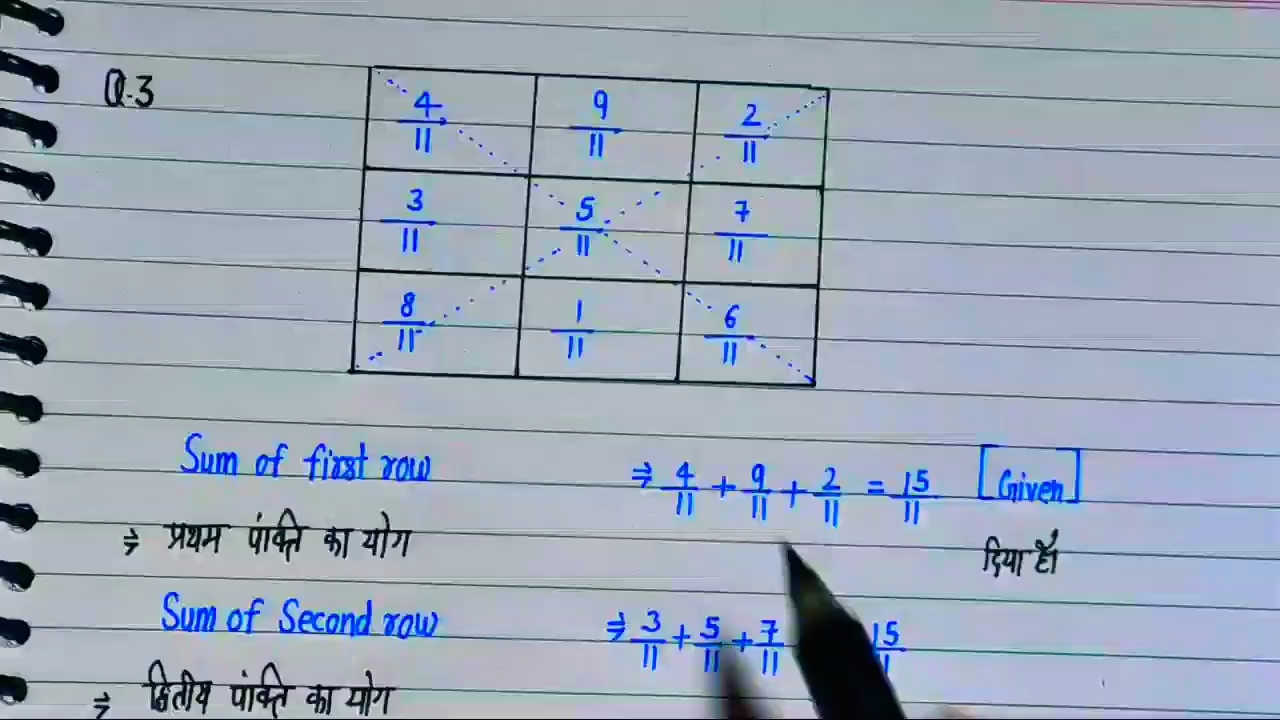 Q.3
4/11 9/11 2/11
3/11 5/11 7/11
8/11 1/11 6/11
Sum of first row ⇒ 4/11 + 9/11 + 2/11 = 15/11 [Given]
⇒ प्रथम पंक्ति का योग दिया है।
Sum of Second row ⇒ 3/11 + 5/11 + 7/11 15/11
⇒ द्वितीय पंक्ति का योग